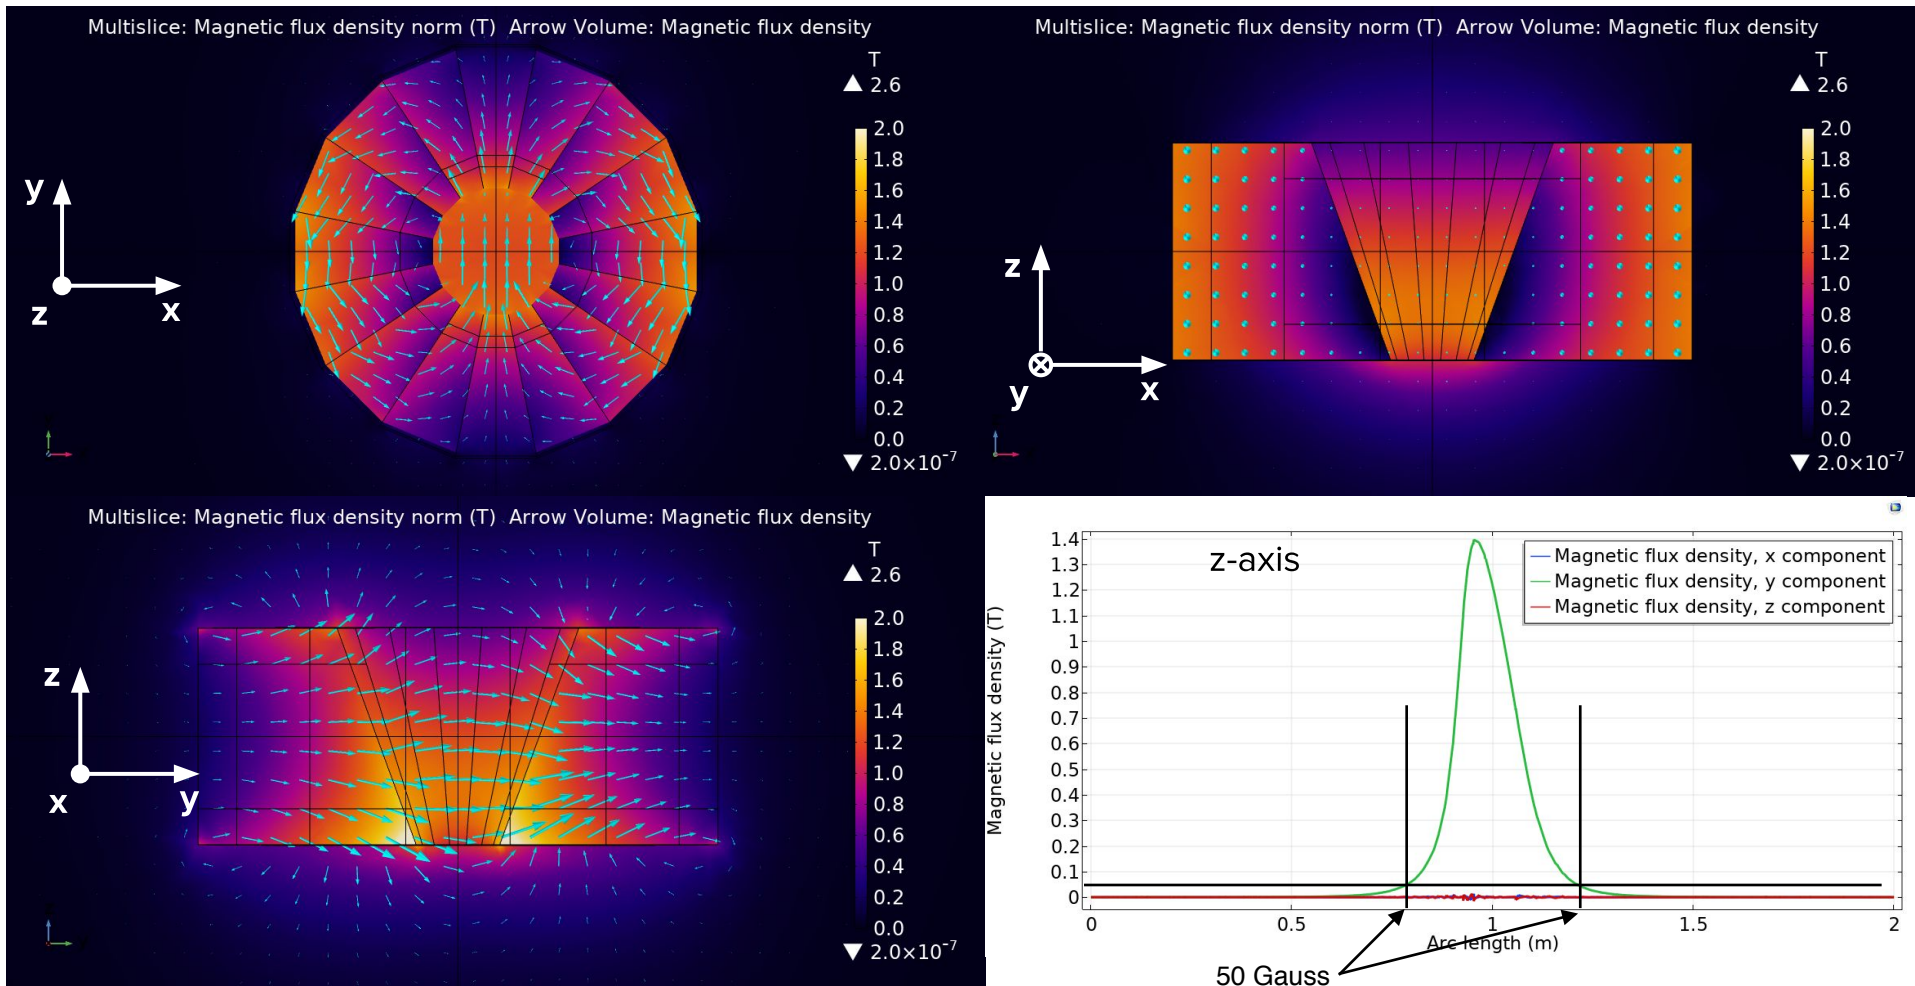 Multislice: Magnetic flux density norm (T)  Arrow Volume: Magnetic flux density
T
2.6
2.0
1.8
1.6
1.4
1.2
1.0
0.8
0.6
0.4
0.2
0.0
2.0×10⁻⁷
y
z
x
Multislice: Magnetic flux density norm (T)  Arrow Volume: Magnetic flux density
T
2.6
2.0
1.8
1.6
1.4
1.2
1.0
0.8
0.6
0.4
0.2
0.0
2.0×10⁻⁷
z
y
x
Multislice: Magnetic flux density norm (T)  Arrow Volume: Magnetic flux density
T
2.6
2.0
1.8
1.6
1.4
1.2
1.0
0.8
0.6
0.4
0.2
0.0
2.0×10⁻⁷
z
x
y
z-axis
Magnetic flux density, x component
Magnetic flux density, y component
Magnetic flux density, z component
Magnetic flux density (T)
1.4
1.3
1.2
1.1
1
0.9
0.8
0.7
0.6
0.5
0.4
0.3
0.2
0.1
0
0 0.5 1 1.5 2
Arc length (m)
50 Gauss